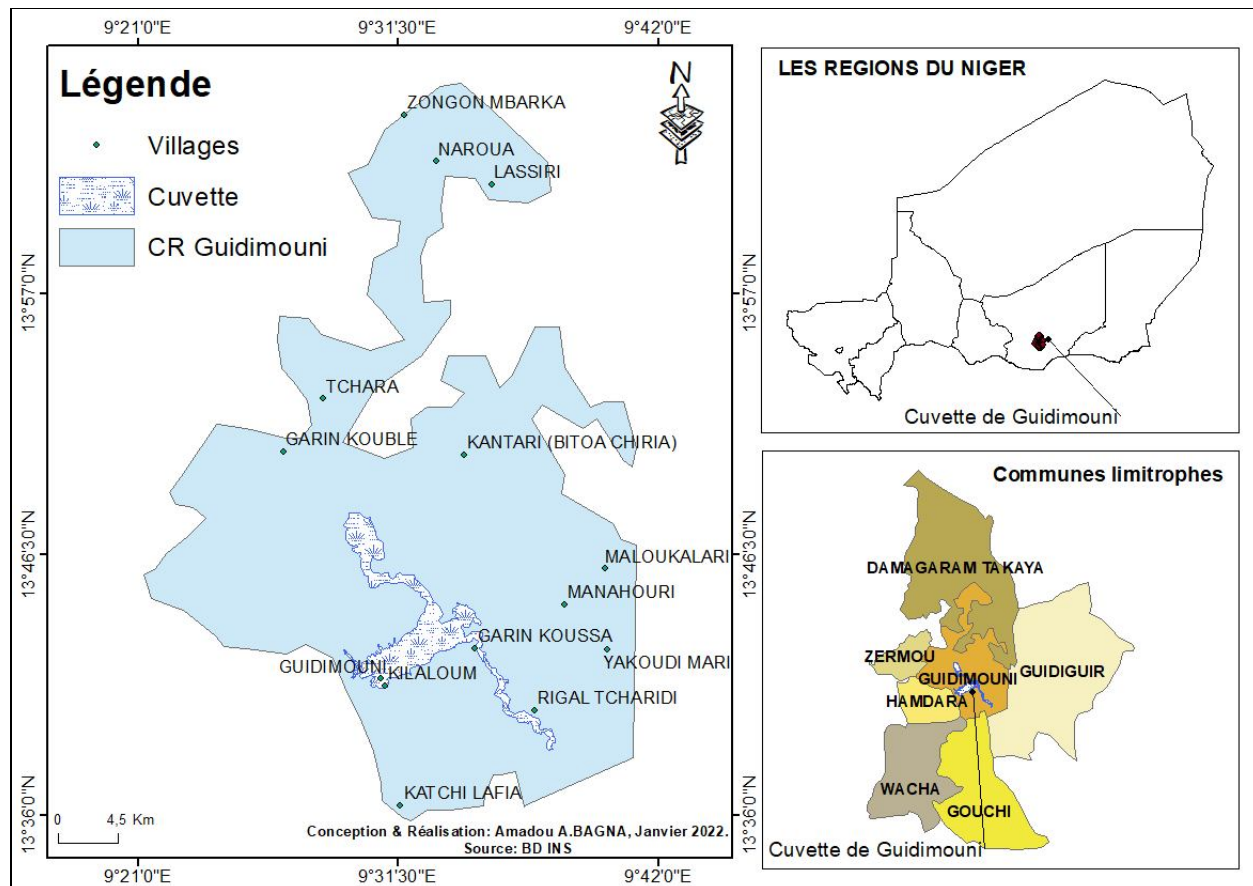 9°21'0"E
9°31'30"E
9°42'0"E
Légende
Villages
Cuvette
CR Guidimouni
N
ZONGON MBARKA
NAROUA
LASSIRI
13°57'0"N
13°57'0"N
TCHARA
GARIN KOUBLE
KANTARI (BITOA CHIRIA)
13°46'30"N
13°46'30"N
MALOUKALARI
MANAHOURI
GARIN KOUSSA
YAKOUDI MARI
GUIDIMOUNI
KILALOUM
RIGAL TCHARIDI
KATCHI LAFIA
13°36'0"N
13°36'0"N
0 4,5 Km
Conception & Réalisation: Amadou A.BAGNA, Janvier 2022.
Source: BD INS
9°21'0"E
9°31'30"E
9°42'0"E
LES REGIONS DU NIGER
Cuvette de Guidimouni
Communes limitrophes
DAMAGARAM TAKAYA
ZERMOU
GUIDIMOUNI
GUIDIGUIR
HAMDARA
WACHA
GOUCHI
Cuvette de Guidimouni